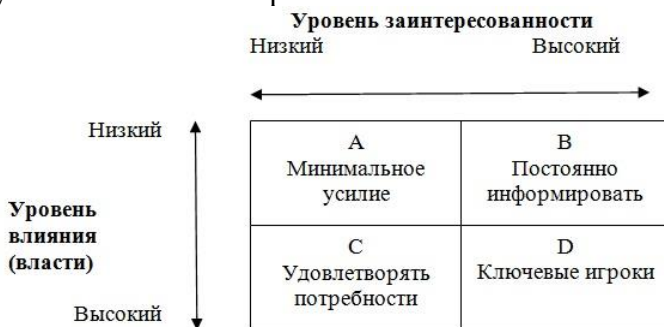 Уровень заинтересованности
Низкий Высокий
Низкий
A
Минимальное
усилие
B
Постоянно
информировать
Уровень
влияния
(власти)
C
Удовлетворять
потребности
D
Ключевые игроки
Высокий